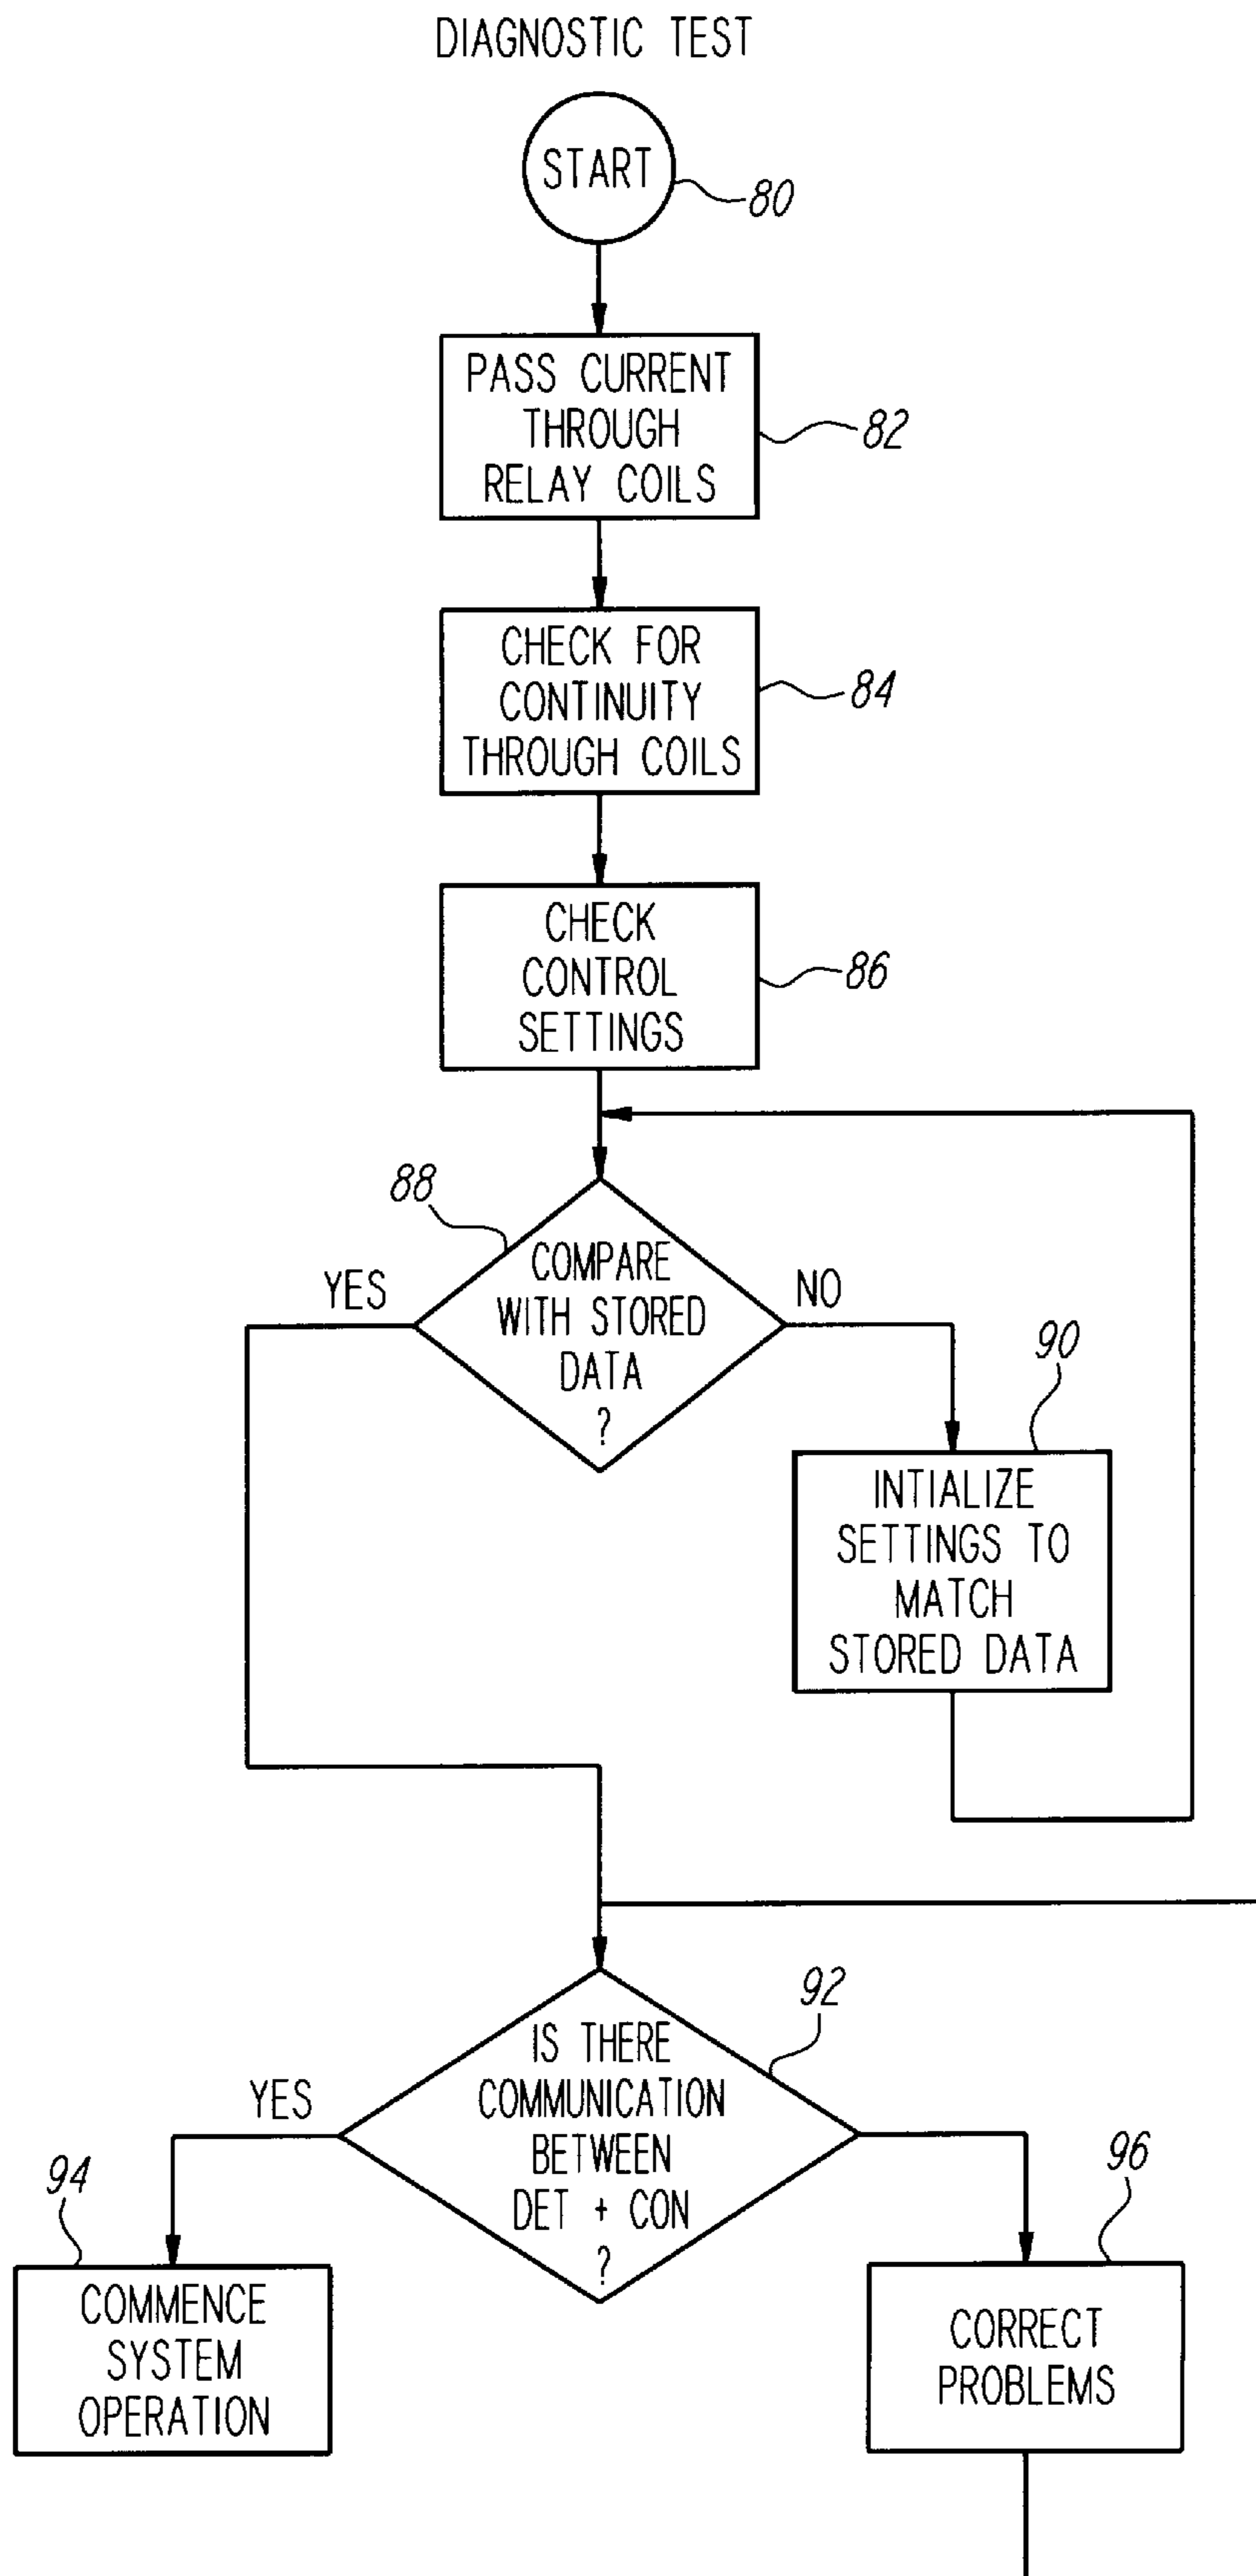 DIAGNOSTIC TEST
START
80
PASS CURRENT
THROUGH
RELAY COILS
82
CHECK FOR
CONTINUITY
THROUGH COILS
84
CHECK
CONTROL
SETTINGS
86
88
COMPARE
WITH STORED
DATA
?
YES
NO
90
INTIALIZE
SETTINGS TO
MATCH
STORED DATA
92
IS THERE
COMMUNICATION
BETWEEN
DET + CON
?
YES
94
COMMENCE
SYSTEM
OPERATION
96
CORRECT
PROBLEMS